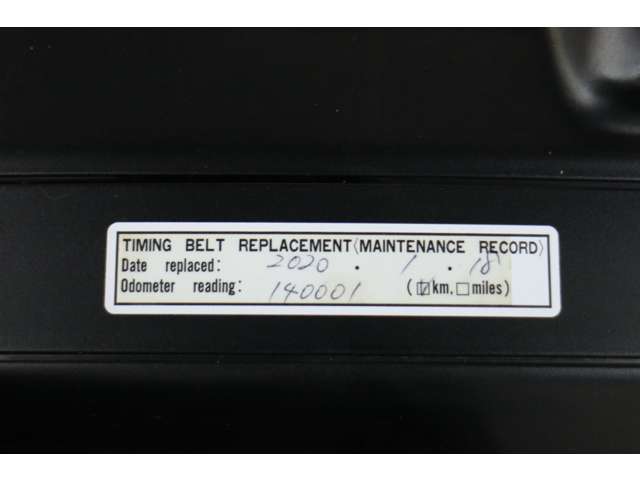 TIMING BELT REPLACEMENT (MAINTENANCE RECORD)
Date replaced: 2020 . 1 . 18
Odometer reading: 140001 (☑km, ☐miles)